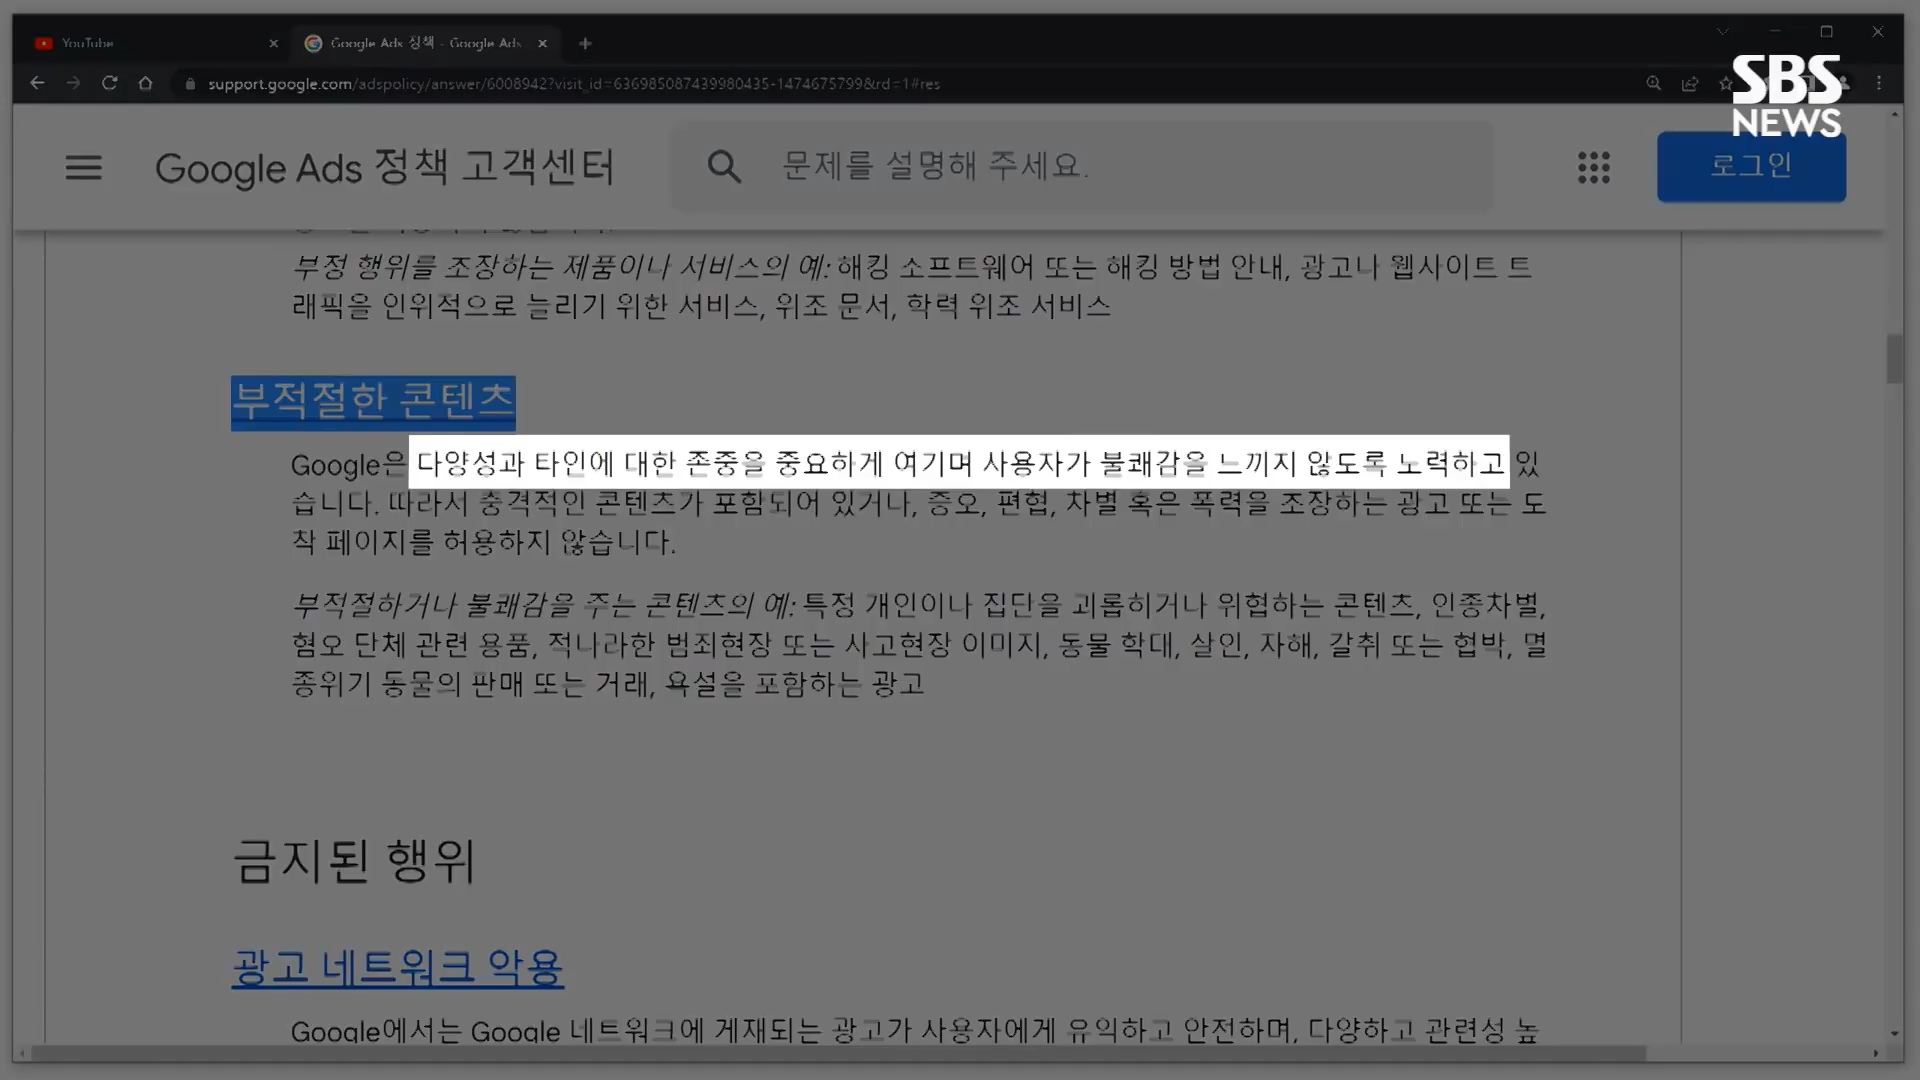 YouTube
Google Ads 정책 - Google Ads
support.google.com/adspolicy/answer/6008942?visit_id=636985087439980435-1474675799&rd=1#res
SBS
NEWS
Google Ads 정책 고객센터
문제를 설명해 주세요.
로그인
부정 행위를 조장하는 제품이나 서비스의 예: 해킹 소프트웨어 또는 해킹 방법 안내, 광고나 웹사이트 트
래픽을 인위적으로 늘리기 위한 서비스, 위조 문서, 학력 위조 서비스
부적절한 콘텐츠
Google은 다양성과 타인에 대한 존중을 중요하게 여기며 사용자가 불쾌감을 느끼지 않도록 노력하고 있
습니다. 따라서 충격적인 콘텐츠가 포함되어 있거나, 증오, 편협, 차별 혹은 폭력을 조장하는 광고 또는 도
착 페이지를 허용하지 않습니다.
부적절하거나 불쾌감을 주는 콘텐츠의 예: 특정 개인이나 집단을 괴롭히거나 위협하는 콘텐츠, 인종차별,
혐오 단체 관련 용품, 적나라한 범죄현장 또는 사고현장 이미지, 동물 학대, 살인, 자해, 갈취 또는 협박, 멸
종위기 동물의 판매 또는 거래, 욕설을 포함하는 광고
금지된 행위
광고 네트워크 악용
Google에서는 Google 네트워크에 게재되는 광고가 사용자에게 유익하고 안전하며, 다양하고 관련성 높